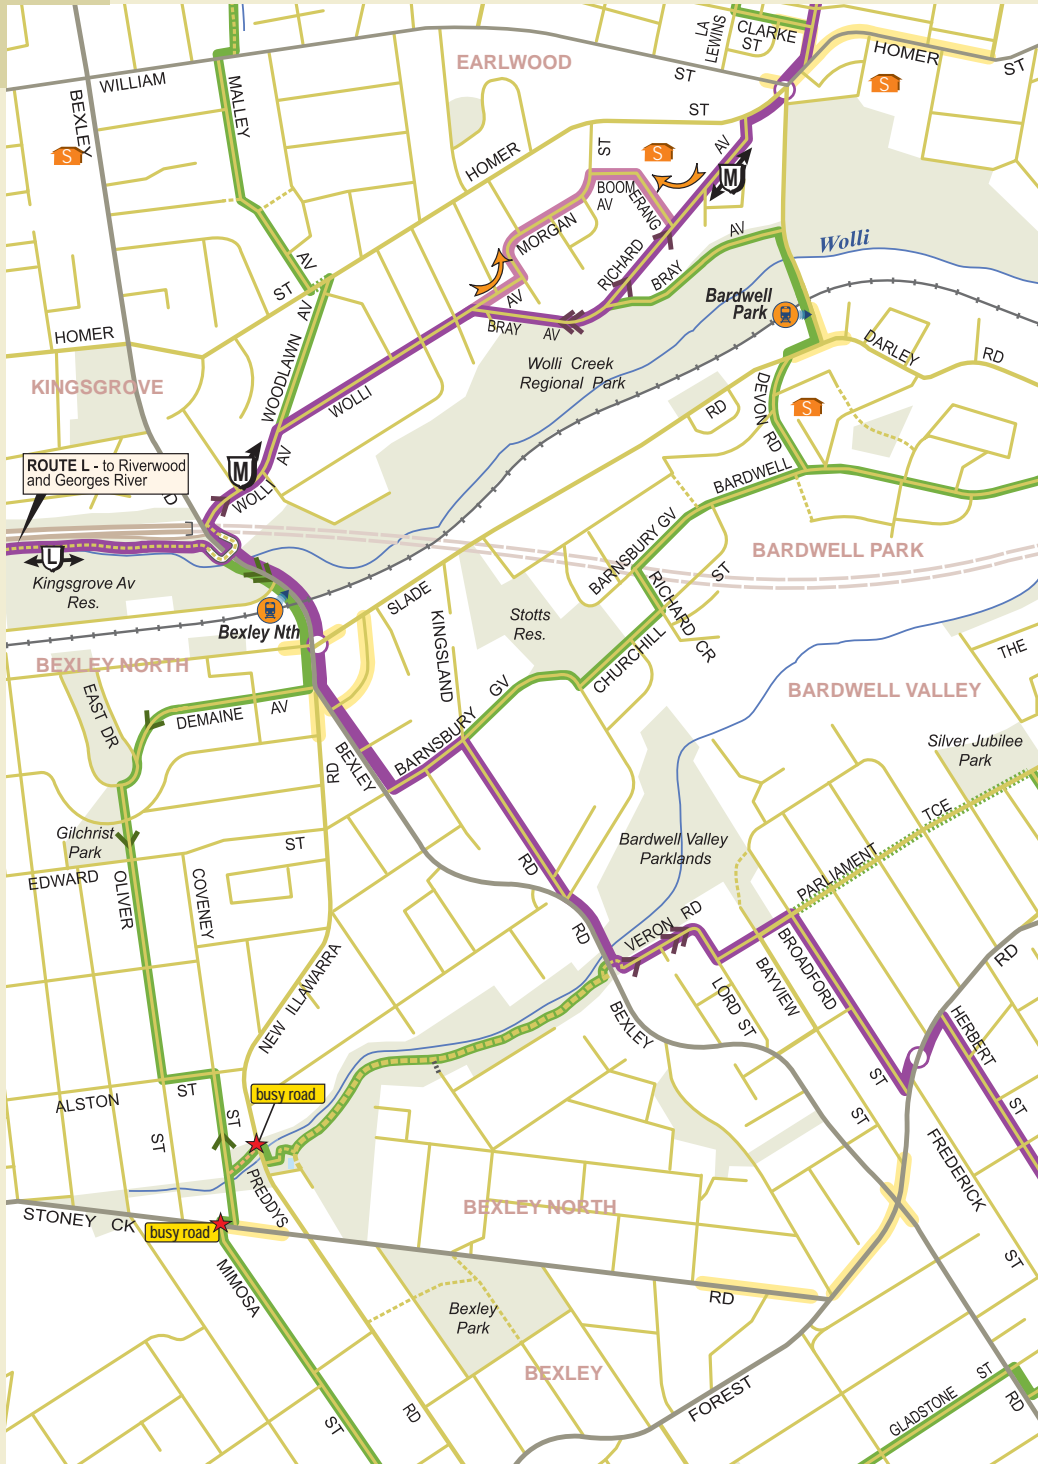 LA
LEWINS
CLARKE
ST
HOMER
ST
EARLWOOD
ST
WILLIAM
BEXLEY
MALLEY
S
S
ST
HOMER
ST
S
AV
M
BOOM
AV
ERANG
MORGAN
RICHARD
AV
BRAY
Wolli
AV
ST
AV
AV
BRAY
AV
Bardwell
Park
HOMER
KINGSGROVE
WOODLAWN
WOLLI
Wolli Creek
Regional Park
DARLEY
RD
DEVON
RD
RD
S
ROUTE L - to Riverwood
and Georges River
D
M
AV
WOLLI
BARDWELL
BARNSBURY GV
BARDWELL PARK
L
Kingsgrove Av
Res.
SLADE
ST
RICHARD
CR
Bexley Nth
KINGSLAND
Stotts
Res.
CHURCHILL
THE
BEXLEY NORTH
BARDWELL VALLEY
EAST DR
DEMAINE
AV
GV
BARNSBURY
BEXLEY
RD
Silver Jubilee
Park
TCE
PARLIAMENT
Gilchrist
Park
ST
Bardwell Valley
Parklands
EDWARD
OLIVER
COVENEY
RD
RD
VERON RD
BROADFORD
BAYVIEW
LORD ST
RD
NEW ILLAWARRA
BEXLEY
HERBERT
ST
ALSTON
ST
busy road
ST
ST
ST
ST
FREDERICK
PREDDYS
BEXLEY NORTH
STONEY CK
busy road
MIMOSA
ST
RD
Bexley
Park
BEXLEY
FOREST
ST
RD
GLADSTONE
ST
RD